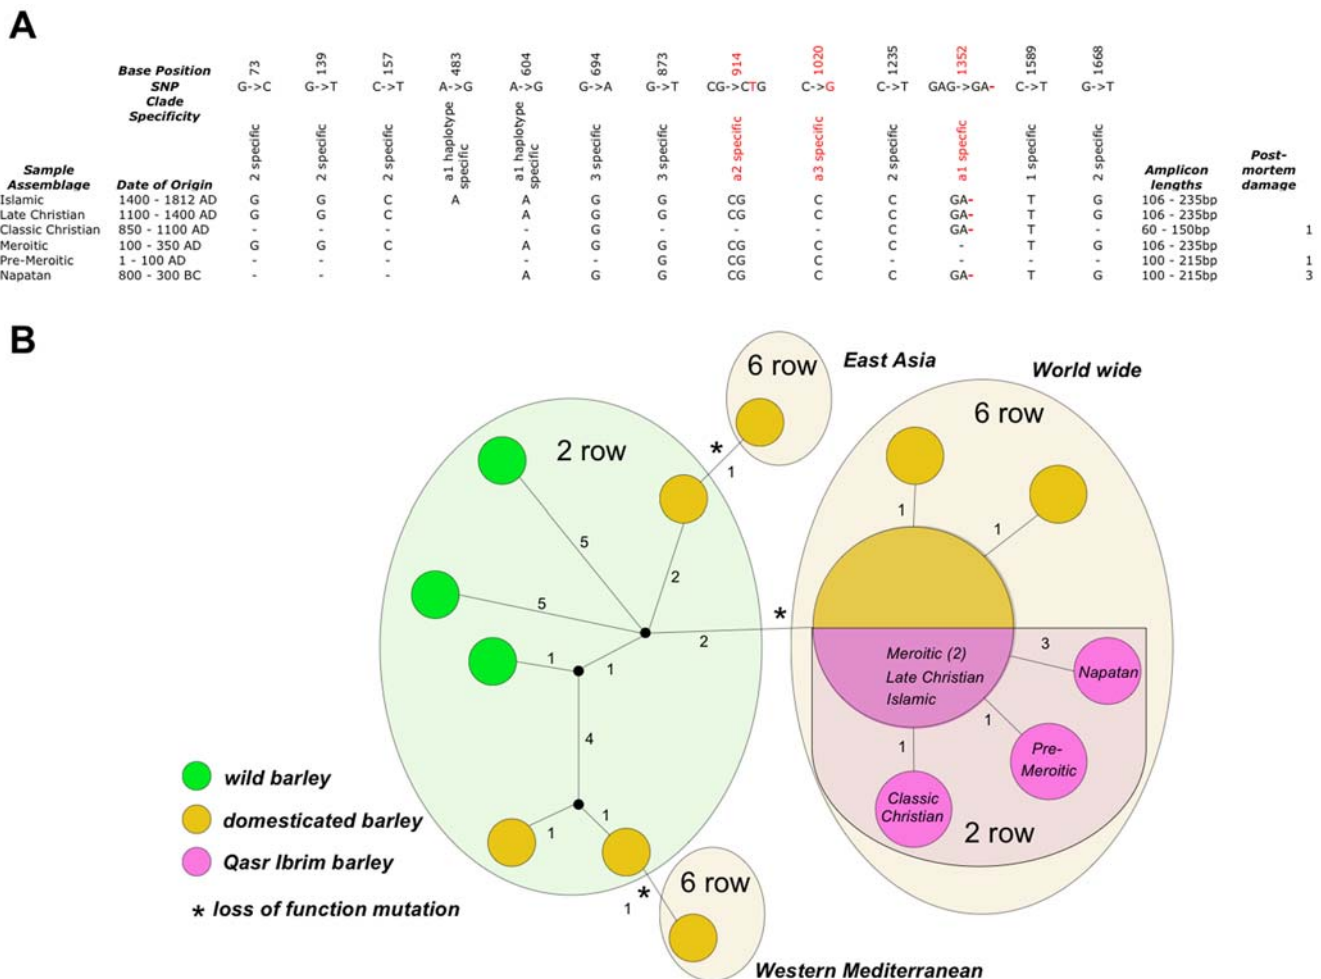 A
Base Position 73 139 157 483 604 694 873 914 1020 1235 1352 1589 1668
SNP G->C G->T C->T A->G A->G G->A G->T CG->CTG C->G C->T GAG->GA- C->T G->T
Clade
Specificity 2 specific 2 specific 2 specific a1 haplotype specific a1 haplotype specific 3 specific 3 specific a2 specific a3 specific 2 specific a1 specific 1 specific 2 specific
Sample
Assemblage Date of Origin Amplicon lengths Post-mortem damage
Islamic 1400 - 1812 AD G G C A A G G CG C C GA- T G 106 - 235bp
Late Christian 1100 - 1400 AD G G C A G G CG C C GA- T G 106 - 235bp
Classic Christian 850 - 1100 AD - - - - G - - - C GA- T - 60 - 150bp 1
Meroitic 100 - 350 AD G G C A G G CG C C - T G 106 - 235bp
Pre-Meroitic 1 - 100 AD - - - - - G CG C - - - - 100 - 215bp 1
Napatan 800 - 300 BC - - - A G G CG C C GA- T G 100 - 215bp 3
B
6 row
East Asia
World wide
6 row
2 row
*
1
1
1
5
2
5
*
2
1
1
Meroitic (2)
Late Christian
Islamic
3
Napatan
1
Pre-
Meroitic
4
1
Classic
Christian
2 row
wild barley
domesticated barley
Qasr Ibrim barley
* loss of function mutation
1
1
*
1
6 row
Western Mediterranean